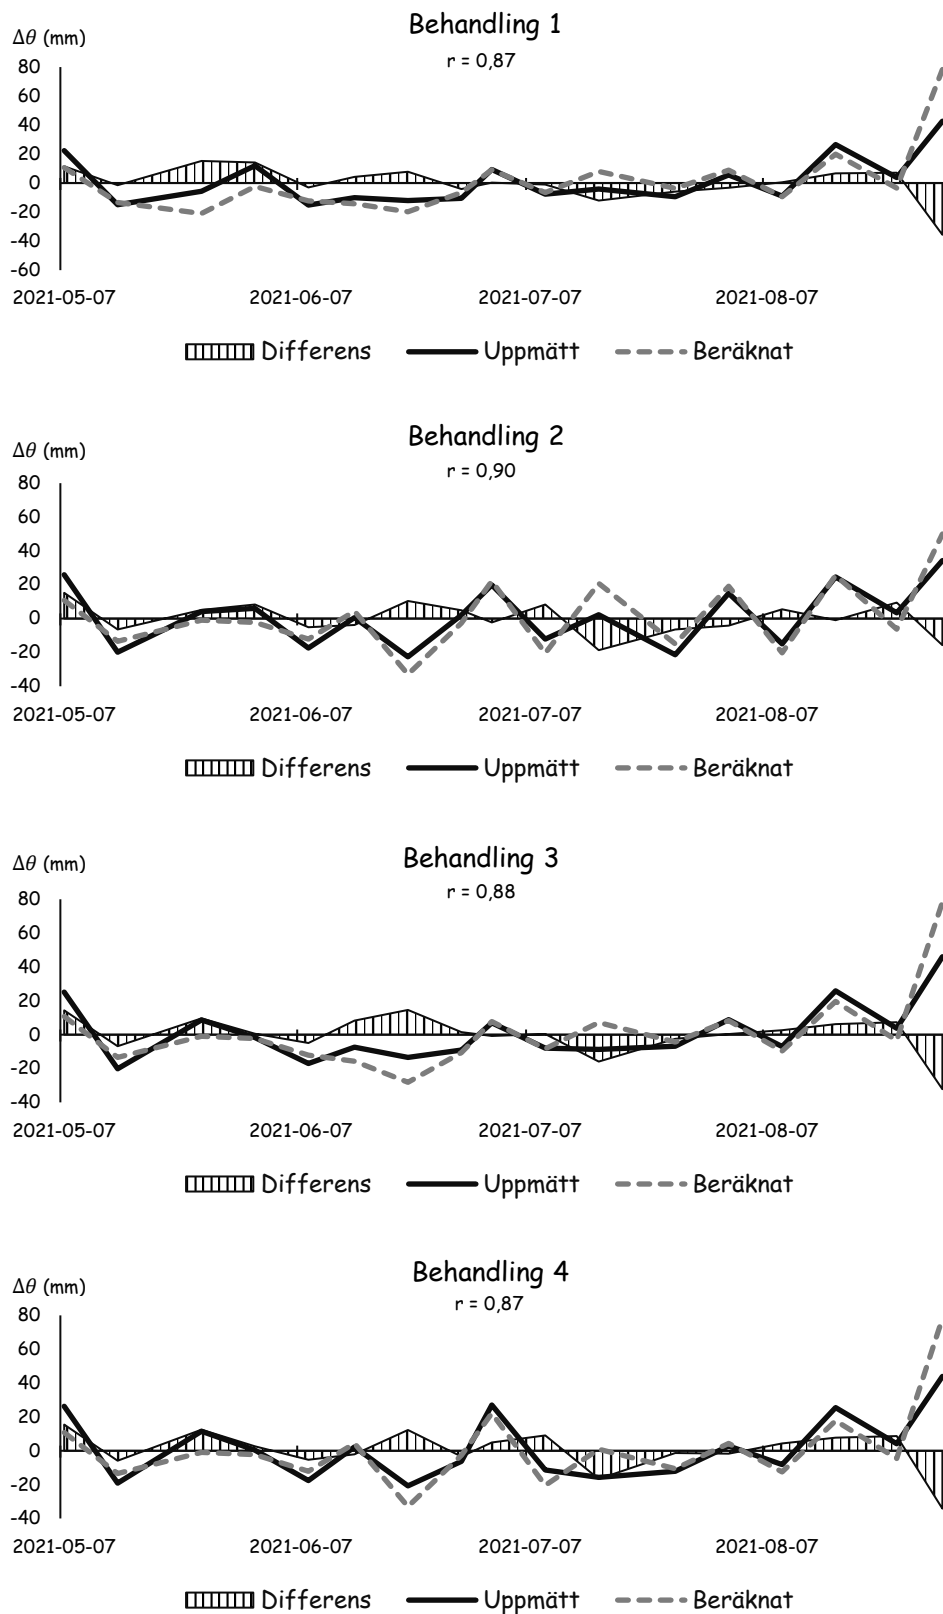 Behandling 1
Δθ (mm)
r = 0,87
80
60
40
20
0
-20
-40
-60
2021-05-07 2021-06-07 2021-07-07 2021-08-07
Differens Uppmätt Beräknat
Behandling 2
Δθ (mm)
r = 0,90
80
60
40
20
0
-20
-40
2021-05-07 2021-06-07 2021-07-07 2021-08-07
Differens Uppmätt Beräknat
Behandling 3
Δθ (mm)
r = 0,88
80
60
40
20
0
-20
-40
2021-05-07 2021-06-07 2021-07-07 2021-08-07
Differens Uppmätt Beräknat
Behandling 4
Δθ (mm)
r = 0,87
80
60
40
20
0
-20
-40
2021-05-07 2021-06-07 2021-07-07 2021-08-07
Differens Uppmätt Beräknat